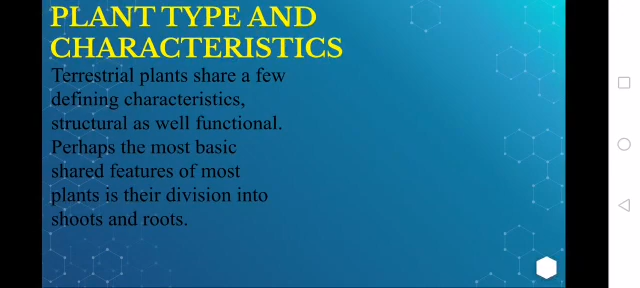 PLANT TYPE AND
CHARACTERISTICS
Terrestrial plants share a few
defining characteristics,
structural as well functional.
Perhaps the most basic
shared features of most
plants is their division into
shoots and roots.